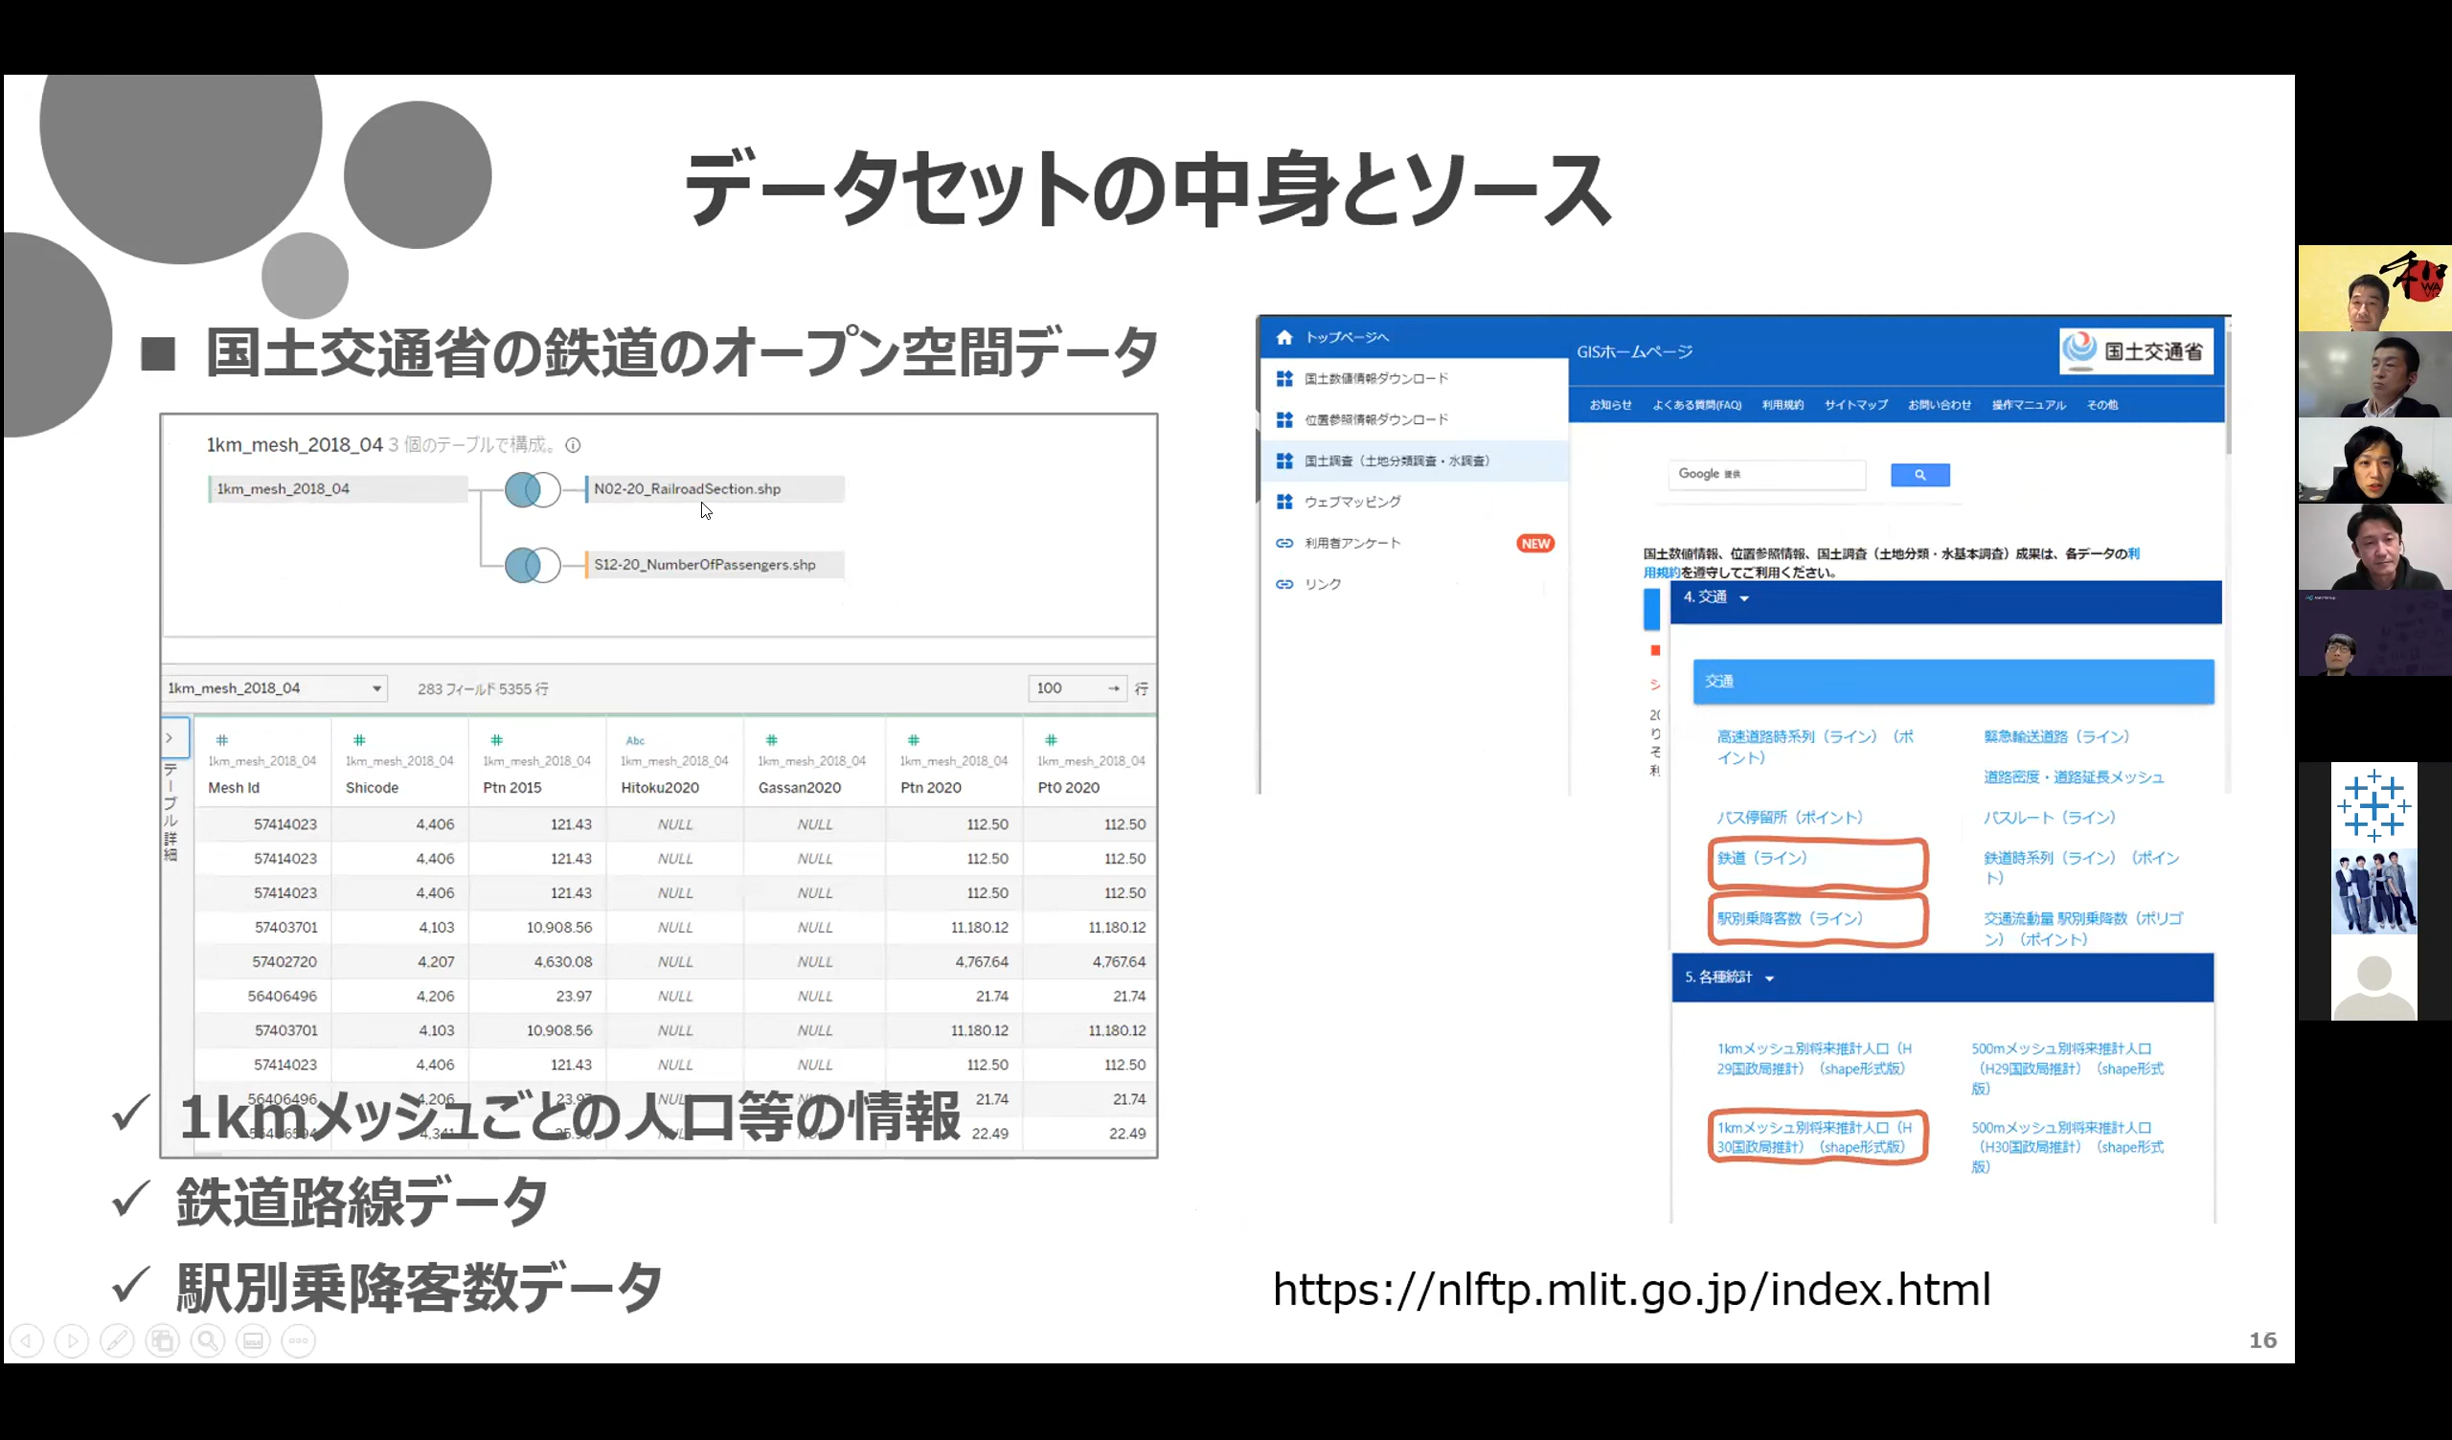 データセットの中身とソース
■ 国土交通省の鉄道のオープン空間データ
1km_mesh_2018_04 3 個のテーブルで構成。
1km_mesh_2018_04
N02-20_RailroadSection.shp
S12-20_NumberOfPassengers.shp
1km_mesh_2018_04
283 フィールド 5355 行
100 → 行
テーブル詳細
# # # Abc # # #
1km_mesh_2018_04 1km_mesh_2018_04 1km_mesh_2018_04 1km_mesh_2018_04 1km_mesh_2018_04 1km_mesh_2018_04 1km_mesh_2018_04
Mesh Id Shicode Ptn 2015 Hitoku2020 Gassan2020 Ptn 2020 Pt0 2020
57414023 4,406 121.43 NULL NULL 112.50 112.50
57414023 4,406 121.43 NULL NULL 112.50 112.50
57414023 4,406 121.43 NULL NULL 112.50 112.50
57403701 4,103 10,908.56 NULL NULL 11,180.12 11,180.12
57402720 4,207 4,630.08 NULL NULL 4,767.64 4,767.64
56406496 4,206 23.97 NULL NULL 21.74 21.74
57403701 4,103 10,908.56 NULL NULL 11,180.12 11,180.12
57414023 4,406 121.43 NULL NULL 112.50 112.50
56406496 4,206 23.97 21.74 21.74
22.49 22.49
✓ 1kmメッシュごとの人口等の情報
✓ 鉄道路線データ
✓ 駅別乗降客数データ
トップページへ
国土数値情報ダウンロード
位置参照情報ダウンロード
国土調査（土地分類調査・水調査）
ウェブマッピング
利用者アンケート NEW
リンク
GISホームページ
国土交通省
お知らせ よくある質問(FAQ) 利用規約 サイトマップ お問い合わせ 操作マニュアル その他
Google 提供
国土数値情報、位置参照情報、国土調査（土地分類・水基本調査）成果は、各データの利
用規約を遵守してご利用ください。
4. 交通
交通
高速道路時系列（ライン）（ポ
イント）
緊急輸送道路（ライン）
道路密度・道路延長メッシュ
バス停留所（ポイント）
バスルート（ライン）
鉄道（ライン）
鉄道時系列（ライン）（ポイン
ト）
駅別乗降客数（ライン）
交通流動量 駅別乗降数（ポリゴ
ン）（ポイント）
5. 各種統計
1kmメッシュ別将来推計人口（H
29国政局推計）（shape形式版）
500mメッシュ別将来推計人口
（H29国政局推計）（shape形式
版）
1kmメッシュ別将来推計人口（H
30国政局推計）（shape形式版）
500mメッシュ別将来推計人口
（H30国政局推計）（shape形式
版）
https://nlftp.mlit.go.jp/index.html
16
和
WA